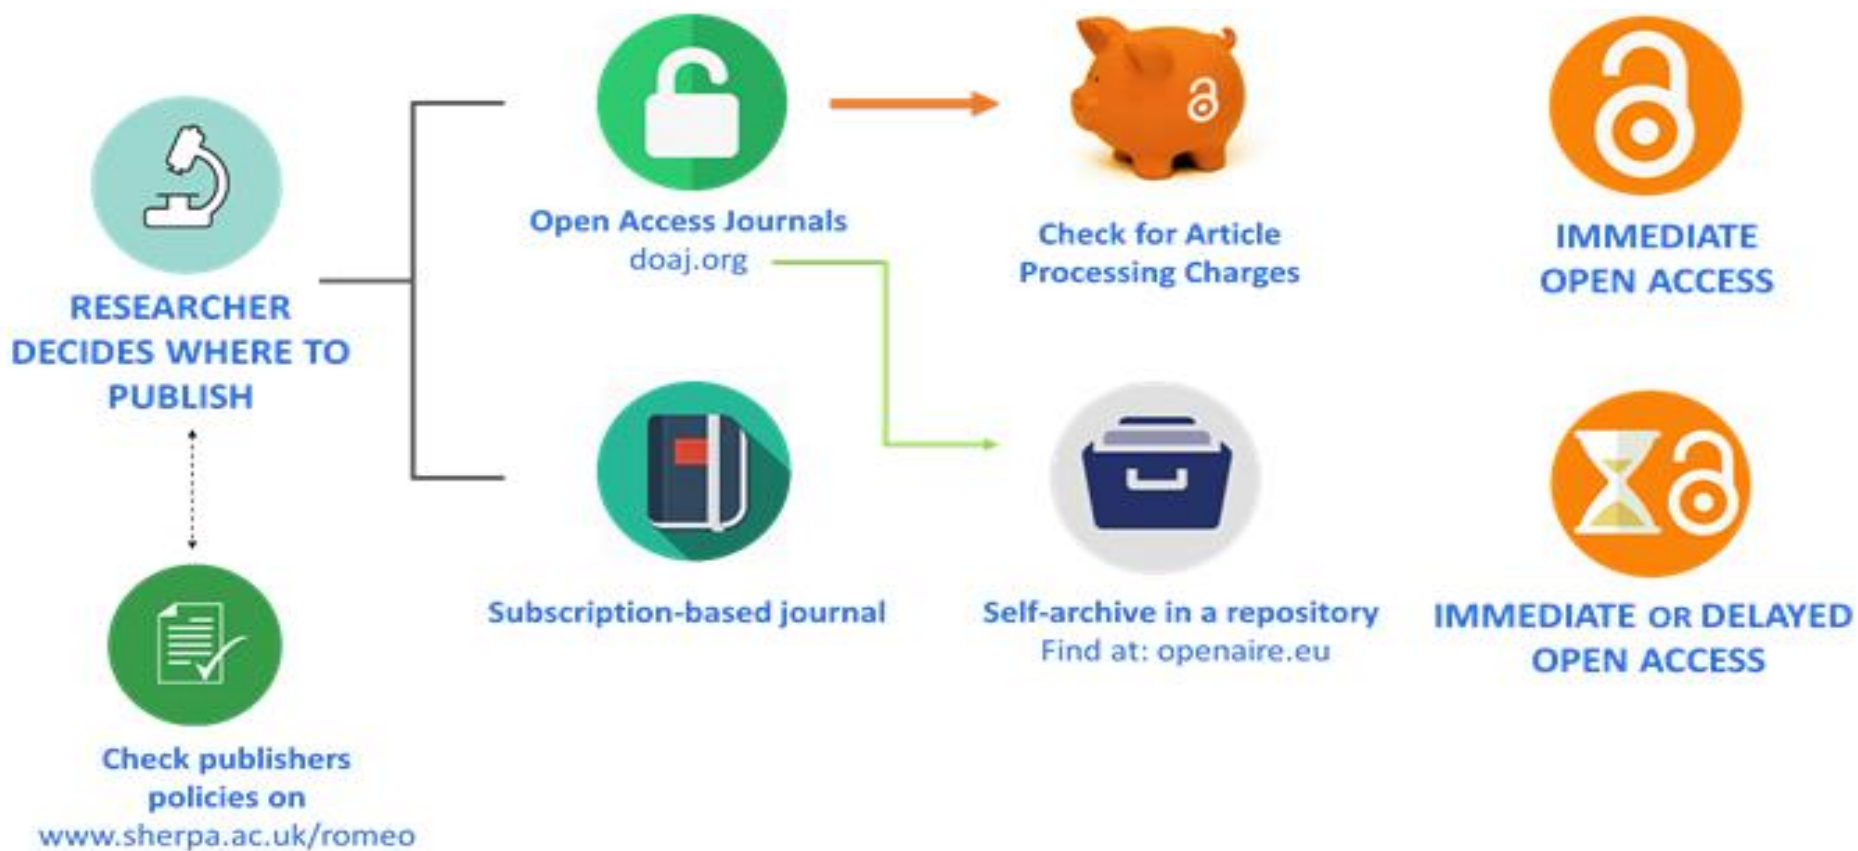 RESEARCHER
DECIDES WHERE TO
PUBLISH
Check publishers
policies on
www.sherpa.ac.uk/romeo
Open Access Journals
doaj.org
Subscription-based journal
Check for Article
Processing Charges
Self-archive in a repository
Find at: openaire.eu
IMMEDIATE
OPEN ACCESS
IMMEDIATE OR DELAYED
OPEN ACCESS